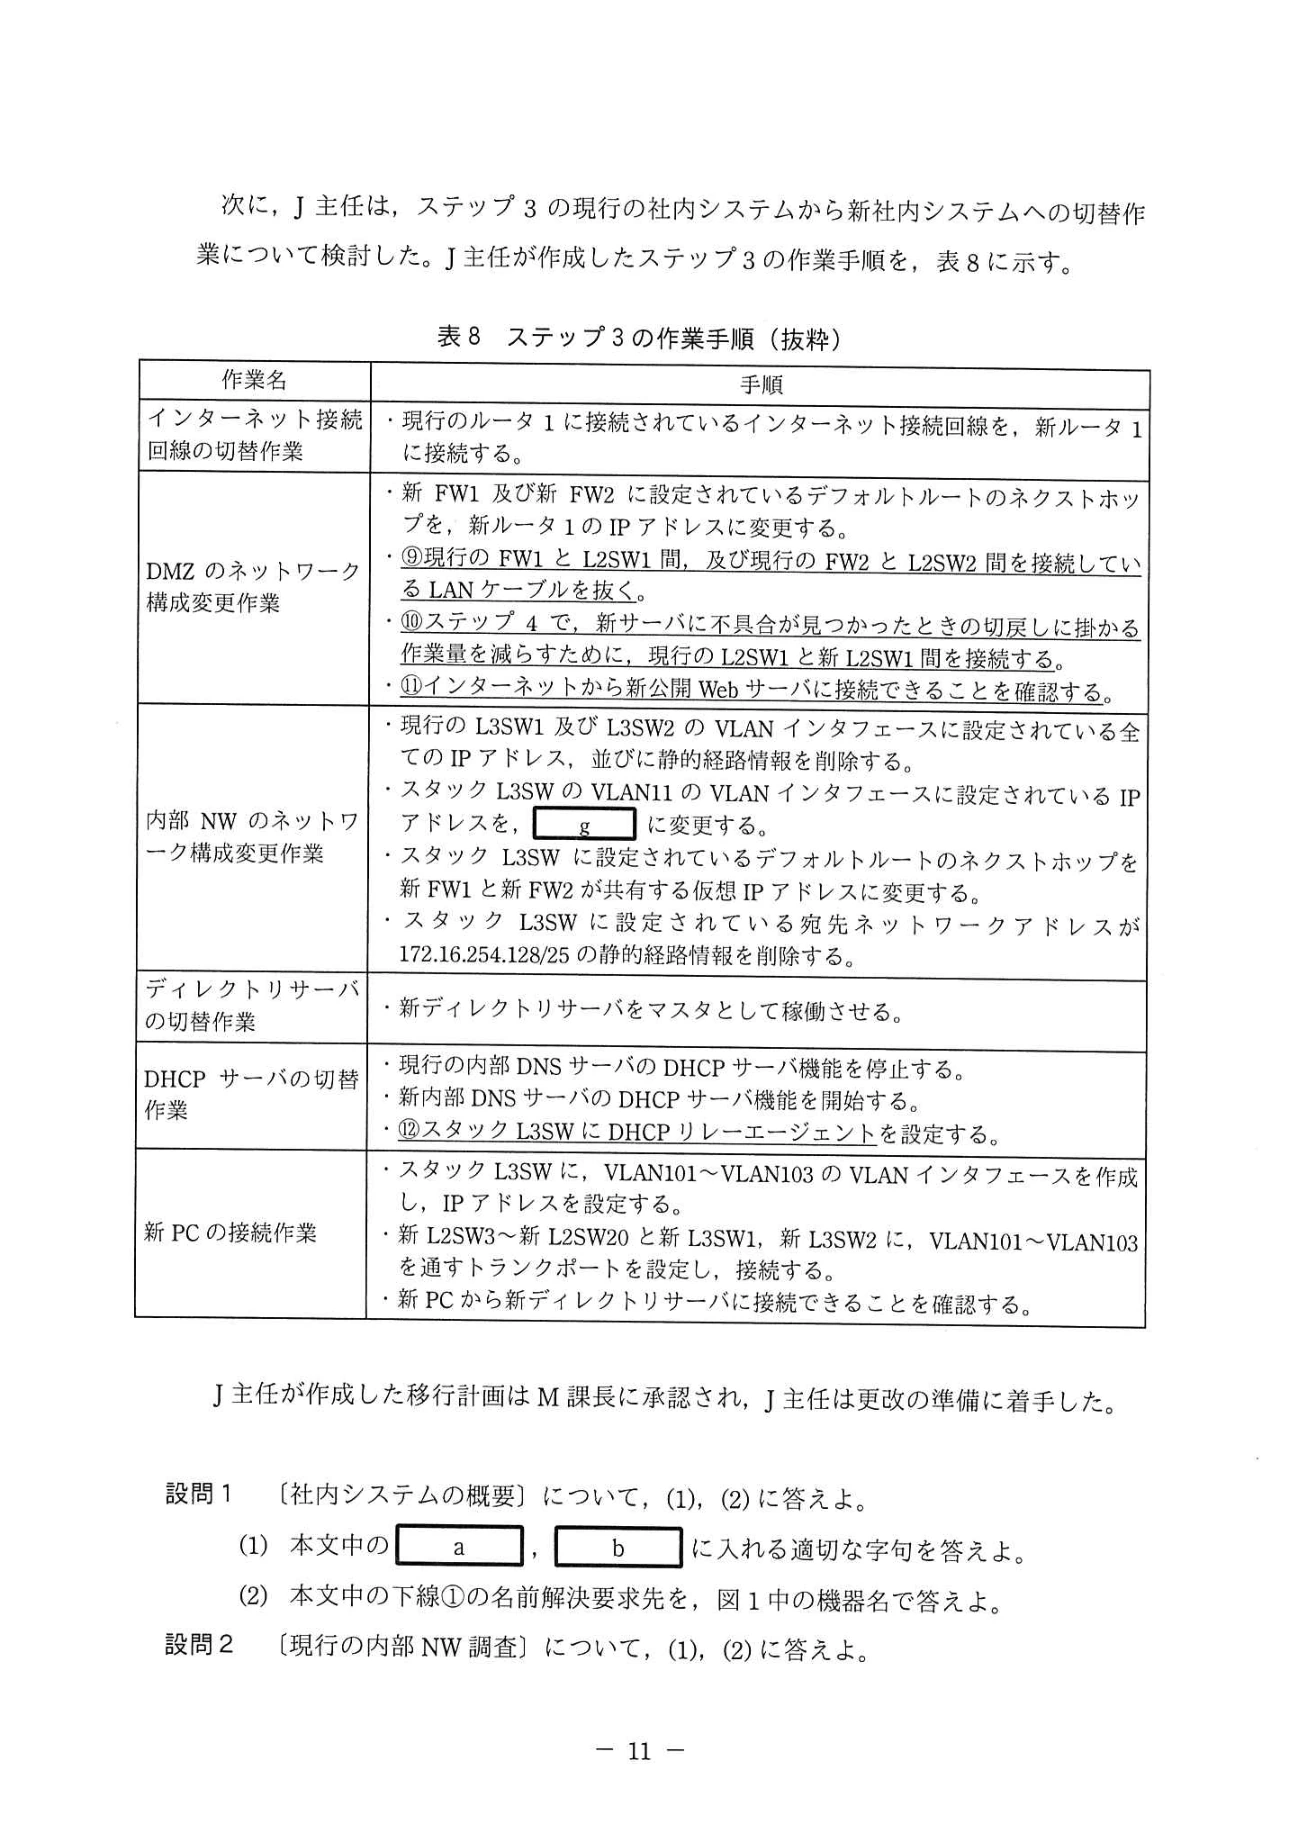 次に，J 主任は，ステップ 3 の現行の社内システムから新社内システムへの切替作
業について検討した。J 主任が作成したステップ 3 の作業手順を，表 8 に示す。
表 8　ステップ 3 の作業手順（抜粋）
作業名
手順
インターネット接続
回線の切替作業
・現行のルータ 1 に接続されているインターネット接続回線を，新ルータ 1
に接続する。
DMZ のネットワーク
構成変更作業
・新 FW1 及び新 FW2 に設定されているデフォルトルートのネクストホッ
プを，新ルータ 1 の IP アドレスに変更する。
・⑨現行の FW1 と L2SW1 間，及び現行の FW2 と L2SW2 間を接続してい
る LAN ケーブルを抜く。
・⑩ステップ 4 で，新サーバに不具合が見つかったときの切戻しに掛かる
作業量を減らすために，現行の L2SW1 と新 L2SW1 間を接続する。
・⑪インターネットから新公開 Web サーバに接続できることを確認する。
内部 NW のネットワ
ーク構成変更作業
・現行の L3SW1 及び L3SW2 の VLAN インタフェースに設定されている全
ての IP アドレス，並びに静的経路情報を削除する。
・スタック L3SW の VLAN11 の VLAN インタフェースに設定されている IP
アドレスを， g に変更する。
・スタック L3SW に設定されているデフォルトルートのネクストホップを
新 FW1 と新 FW2 が共有する仮想 IP アドレスに変更する。
・スタック L3SW に設定されている宛先ネットワークアドレスが
172.16.254.128/25 の静的経路情報を削除する。
ディレクトリサーバ
の切替作業
・新ディレクトリサーバをマスタとして稼働させる。
DHCP サーバの切替
作業
・現行の内部 DNS サーバの DHCP サーバ機能を停止する。
・新内部 DNS サーバの DHCP サーバ機能を開始する。
・⑫スタック L3SW に DHCP リレーエージェントを設定する。
新 PC の接続作業
・スタック L3SW に，VLAN101～VLAN103 の VLAN インタフェースを作成
し，IP アドレスを設定する。
・新 L2SW3～新 L2SW20 と新 L3SW1，新 L3SW2 に，VLAN101～VLAN103
を通すトランクポートを設定し，接続する。
・新 PC から新ディレクトリサーバに接続できることを確認する。
J 主任が作成した移行計画は M 課長に承認され，J 主任は更改の準備に着手した。
設問 1　〔社内システムの概要〕について，(1)，(2) に答えよ。
(1) 本文中の a ， b に入れる適切な字句を答えよ。
(2) 本文中の下線①の名前解決要求先を，図 1 中の機器名で答えよ。
設問 2　〔現行の内部 NW 調査〕について，(1)，(2) に答えよ。
－ 11 －